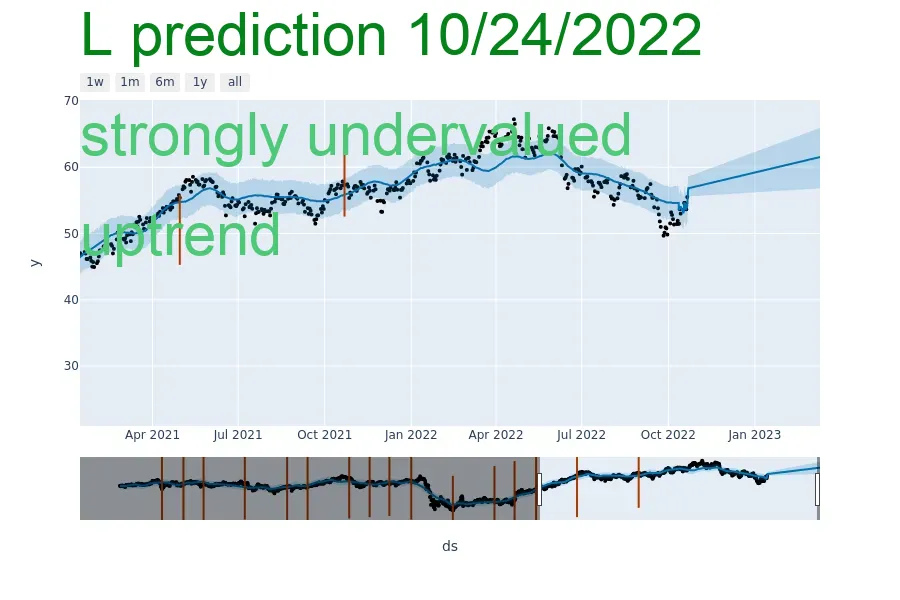 L prediction 10/24/2022
1w 1m 6m 1y all
70
strongly undervalued
60
uptrend
50
y
40
30
Apr 2021 Jul 2021 Oct 2021 Jan 2022 Apr 2022 Jul 2022 Oct 2022 Jan 2023
ds